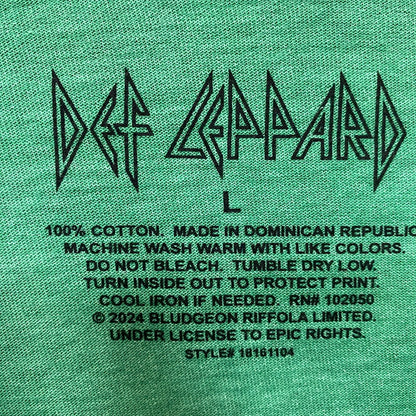 DEF LEPPARD
L
100% COTTON. MADE IN DOMINICAN REPUBLIC
MACHINE WASH WARM WITH LIKE COLORS.
DO NOT BLEACH. TUMBLE DRY LOW.
TURN INSIDE OUT TO PROTECT PRINT.
COOL IRON IF NEEDED. RN# 102050
© 2024 BLUDGEON RIFFOLA LIMITED.
UNDER LICENSE TO EPIC RIGHTS.
STYLE# 18161104